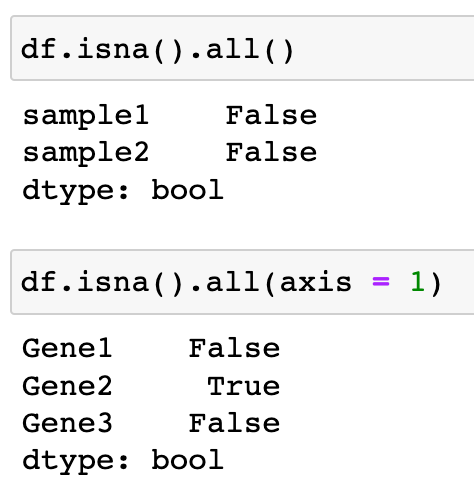 df.isna().all()
sample1    False
sample2    False
dtype: bool
df.isna().all(axis = 1)
Gene1    False
Gene2     True
Gene3    False
dtype: bool